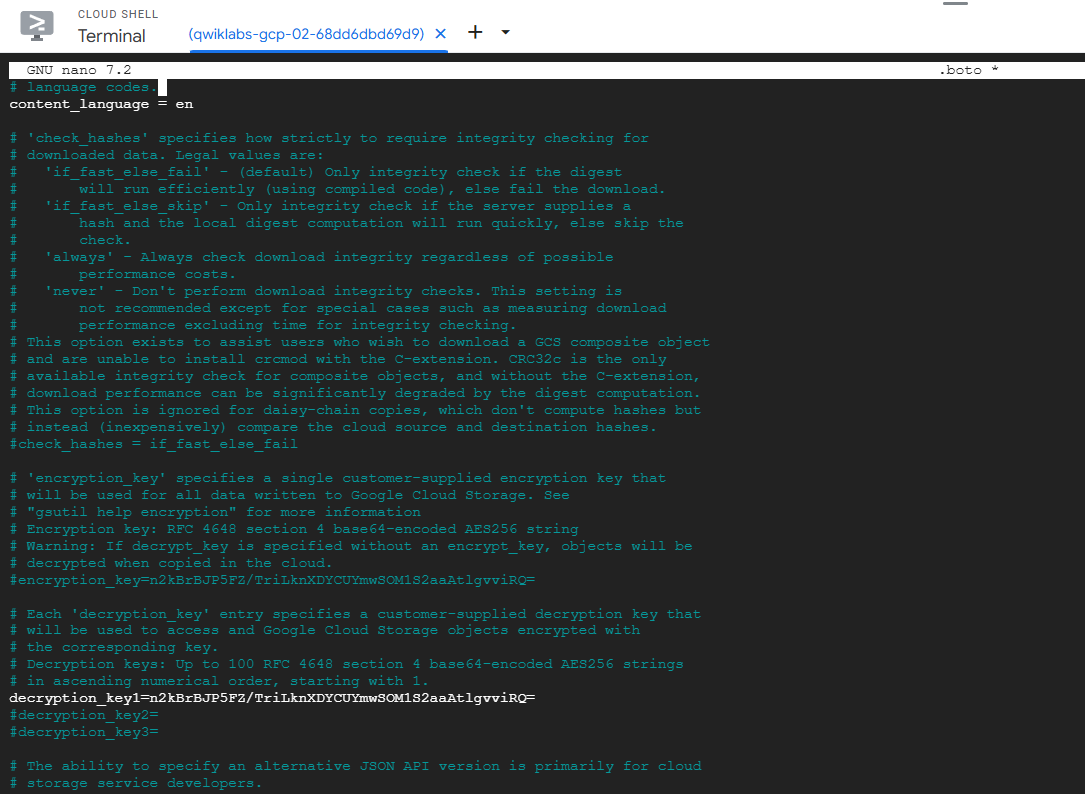 CLOUD SHELL
Terminal
(qwiklabs-gcp-02-68dd6dbd69d9)
GNU nano 7.2 .boto *
# language codes.
content_language = en
# 'check_hashes' specifies how strictly to require integrity checking for
# downloaded data. Legal values are:
#   'if_fast_else_fail' - (default) Only integrity check if the digest
#       will run efficiently (using compiled code), else fail the download.
#   'if_fast_else_skip' - Only integrity check if the server supplies a
#       hash and the local digest computation will run quickly, else skip the
#       check.
#   'always' - Always check download integrity regardless of possible
#       performance costs.
#   'never' - Don't perform download integrity checks. This setting is
#       not recommended except for special cases such as measuring download
#       performance excluding time for integrity checking.
# This option exists to assist users who wish to download a GCS composite object
# and are unable to install crcmod with the C-extension. CRC32c is the only
# available integrity check for composite objects, and without the C-extension,
# download performance can be significantly degraded by the digest computation.
# This option is ignored for daisy-chain copies, which don't compute hashes but
# instead (inexpensively) compare the cloud source and destination hashes.
#check_hashes = if_fast_else_fail
# 'encryption_key' specifies a single customer-supplied encryption key that
# will be used for all data written to Google Cloud Storage. See
# "gsutil help encryption" for more information
# Encryption key: RFC 4648 section 4 base64-encoded AES256 string
# Warning: If decrypt_key is specified without an encrypt_key, objects will be
# decrypted when copied in the cloud.
#encryption_key=n2kBrBJP5FZ/TriLknXDYCUYmwSOM1S2aaAtlgvviRQ=
# Each 'decryption_key' entry specifies a customer-supplied decryption key that
# will be used to access and Google Cloud Storage objects encrypted with
# the corresponding key.
# Decryption keys: Up to 100 RFC 4648 section 4 base64-encoded AES256 strings
# in ascending numerical order, starting with 1.
decryption_key1=n2kBrBJP5FZ/TriLknXDYCUYmwSOM1S2aaAtlgvviRQ=
#decryption_key2=
#decryption_key3=
# The ability to specify an alternative JSON API version is primarily for cloud
# storage service developers.